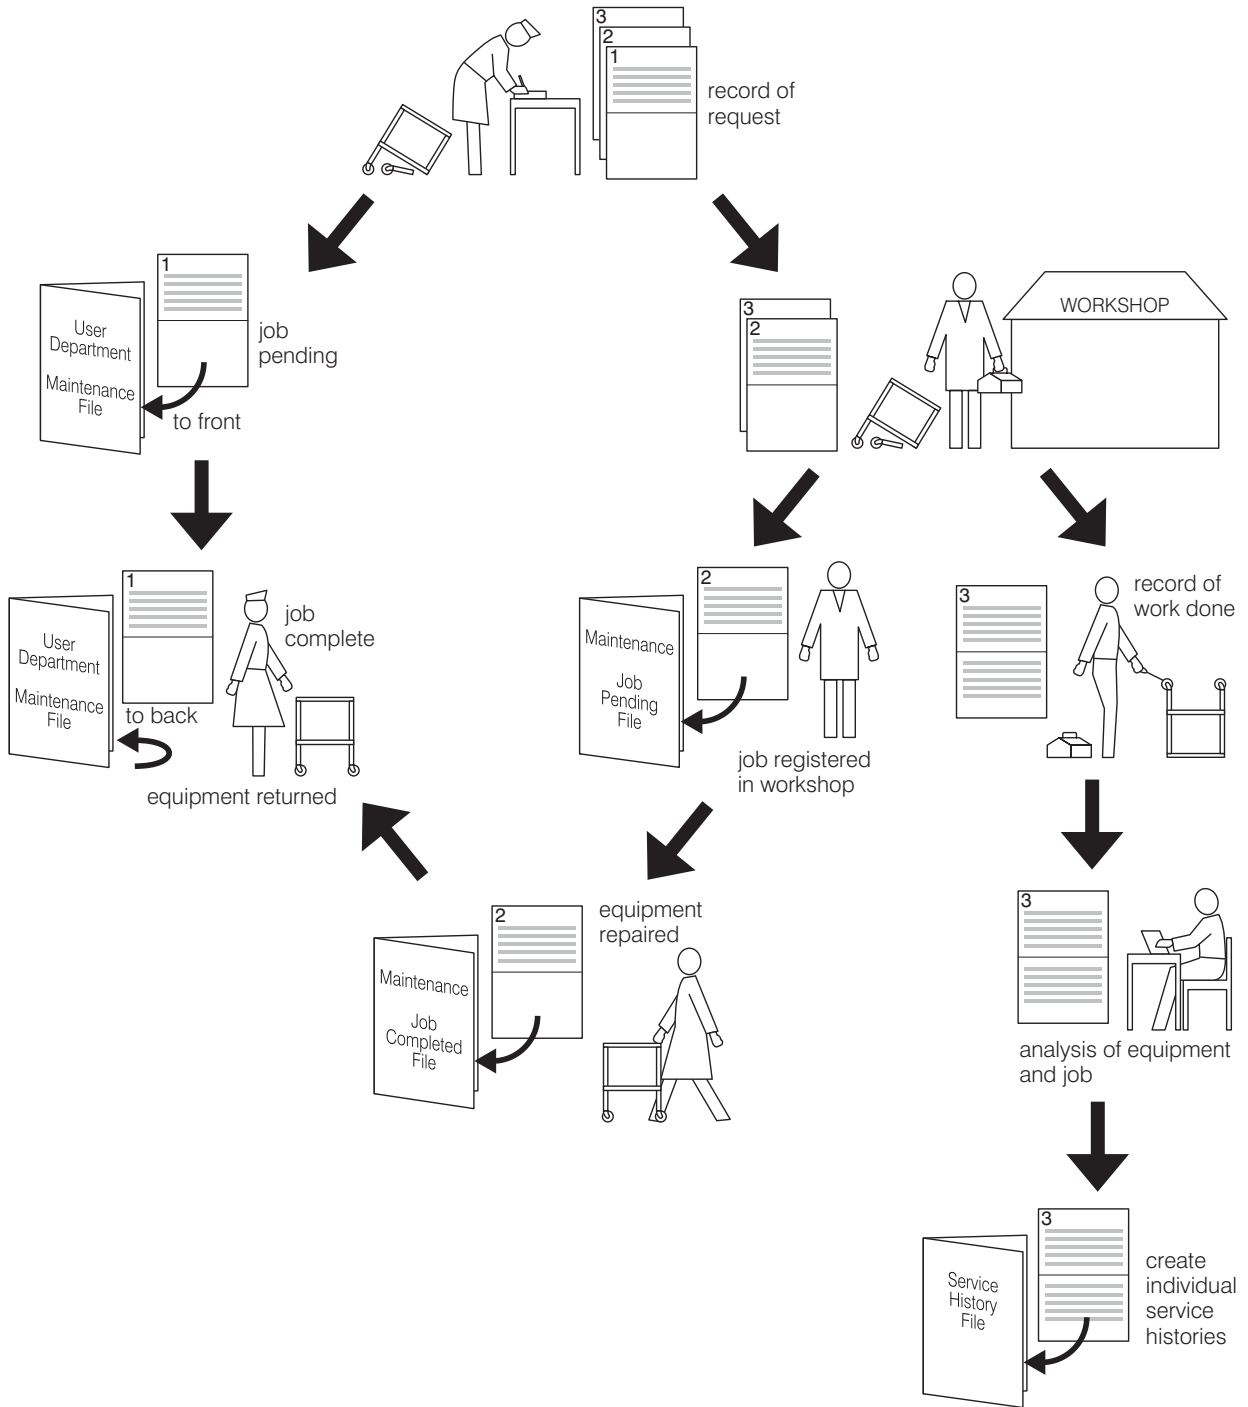 3
2
1
record of
request
1
User
Department
Maintenance
File
job
pending
to front
3
2
WORKSHOP
1
User
Department
Maintenance
File
job
complete
to back
equipment returned
2
Maintenance
Job
Pending
File
job registered
in workshop
3
record of
work done
2
Maintenance
Job
Completed
File
equipment
repaired
3
analysis of equipment
and job
3
Service
History
File
create
individual
service
histories